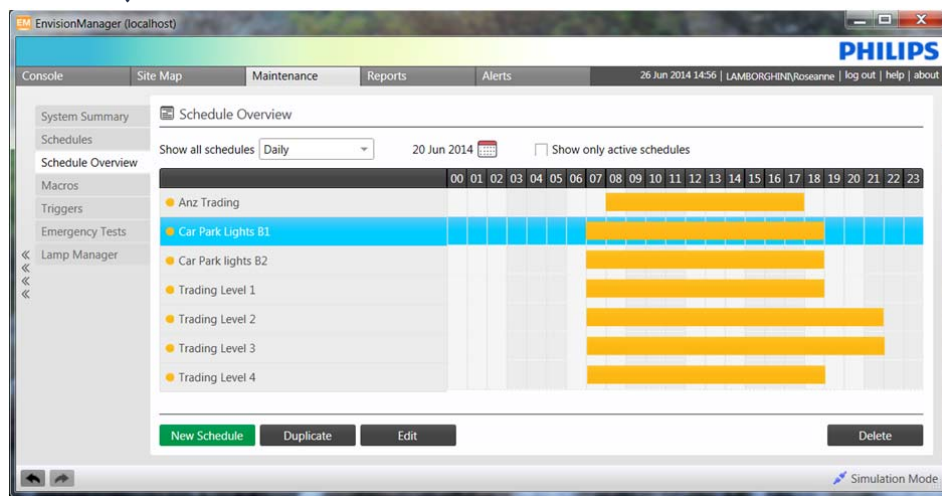 EM EnvisionManager (localhost)
PHILIPS
Console Site Map Maintenance Reports Alerts 26 Jun 2014 14:56 | LAMBORGHINI\Roseanne | log out | help | about
System Summary
Schedules
Schedule Overview
Macros
Triggers
Emergency Tests
Lamp Manager
Schedule Overview
Show all schedules Daily 20 Jun 2014 Show only active schedules
00 01 02 03 04 05 06 07 08 09 10 11 12 13 14 15 16 17 18 19 20 21 22 23
Anz Trading
Car Park Lights B1
Car Park lights B2
Trading Level 1
Trading Level 2
Trading Level 3
Trading Level 4
New Schedule Duplicate Edit Delete
Simulation Mode